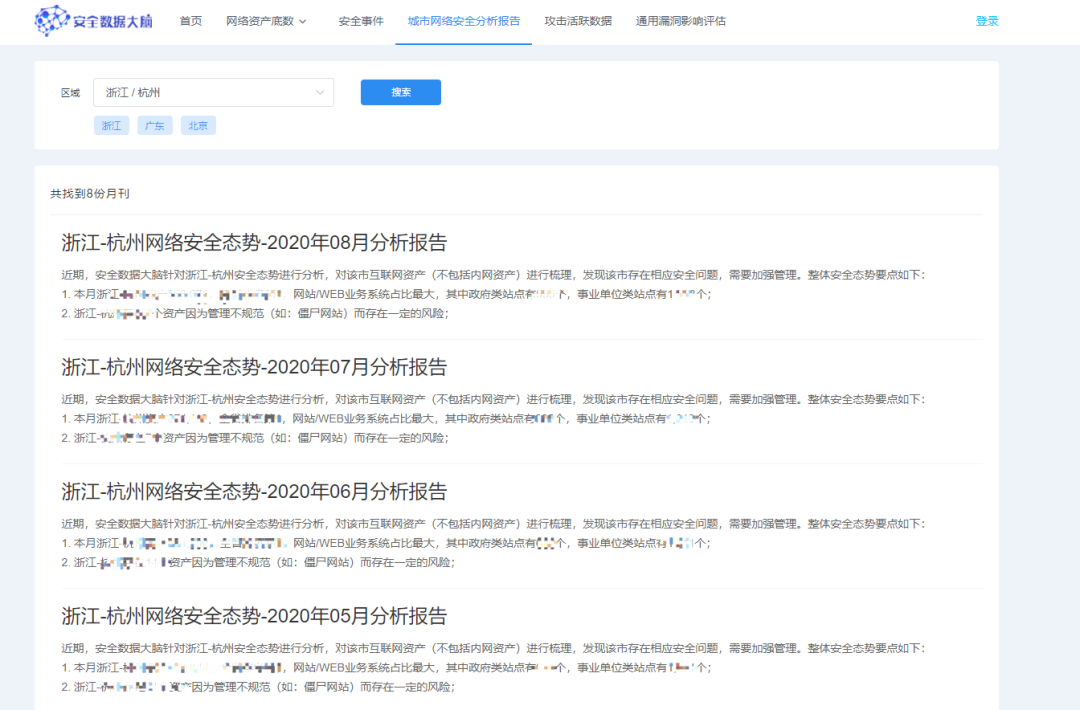 安全数据大脑 首页 网络资产底数 安全事件 城市网络安全分析报告 攻击活跃数据 通用漏洞影响评估 登录
区域 浙江 / 杭州 搜索
浙江 广东 北京
共找到8份月刊
浙江-杭州网络安全态势-2020年08月分析报告
近期，安全数据大脑针对浙江-杭州安全态势进行分析，对该市互联网资产（不包括内网资产）进行梳理，发现该市存在相应安全问题，需要加强管理。整体安全态势要点如下：
1. 本月浙江 网站/WEB业务系统占比最大，其中政府类站点有 个，事业单位类站点有1 个；
2. 浙江- 个资产因为管理不规范（如：僵尸网站）而存在一定的风险；
浙江-杭州网络安全态势-2020年07月分析报告
近期，安全数据大脑针对浙江-杭州安全态势进行分析，对该市互联网资产（不包括内网资产）进行梳理，发现该市存在相应安全问题，需要加强管理。整体安全态势要点如下：
1. 本月浙江- ，网站/WEB业务系统占比最大，其中政府类站点有 个，事业单位类站点有 个；
2. 浙江- 资产因为管理不规范（如：僵尸网站）而存在一定的风险；
浙江-杭州网络安全态势-2020年06月分析报告
近期，安全数据大脑针对浙江-杭州安全态势进行分析，对该市互联网资产（不包括内网资产）进行梳理，发现该市存在相应安全问题，需要加强管理。整体安全态势要点如下：
1. 本月浙江- 网站/WEB业务系统占比最大，其中政府类站点有 个，事业单位类站点有 个；
2. 浙江- 资产因为管理不规范（如：僵尸网站）而存在一定的风险；
浙江-杭州网络安全态势-2020年05月分析报告
近期，安全数据大脑针对浙江-杭州安全态势进行分析，对该市互联网资产（不包括内网资产）进行梳理，发现该市存在相应安全问题，需要加强管理。整体安全态势要点如下：
1. 本月浙江- ，网站/WEB业务系统占比最大，其中政府类站点有 个，事业单位类站点有 个；
2. 浙江- 资产因为管理不规范（如：僵尸网站）而存在一定的风险；